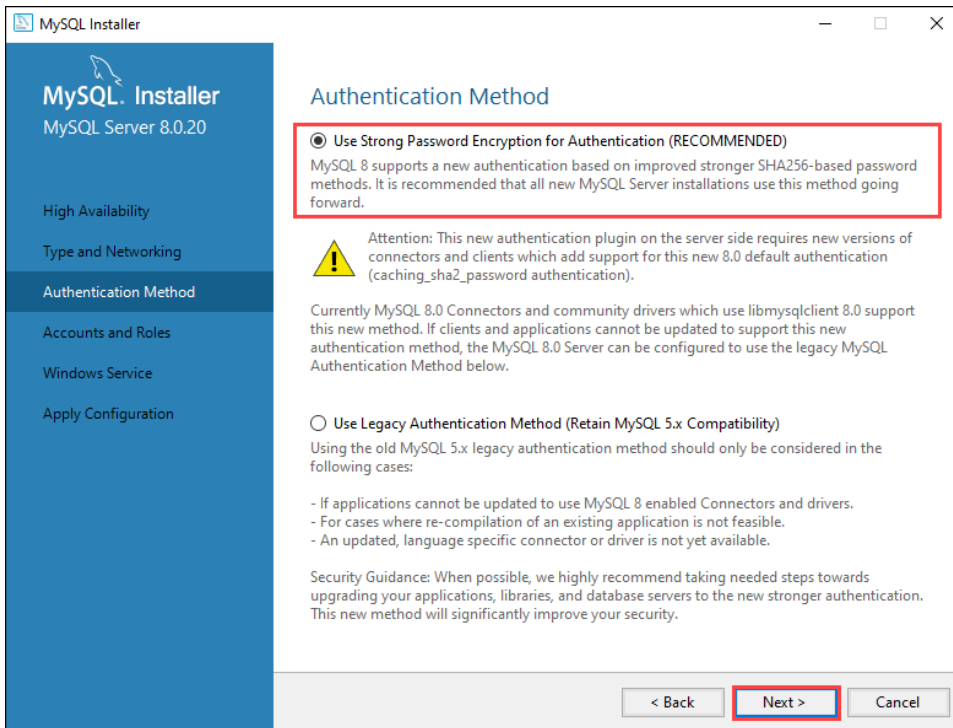 MySQL Installer
MySQL. Installer
MySQL Server 8.0.20
High Availability
Type and Networking
Authentication Method
Accounts and Roles
Windows Service
Apply Configuration
Authentication Method
Use Strong Password Encryption for Authentication (RECOMMENDED)
MySQL 8 supports a new authentication based on improved stronger SHA256-based password
methods. It is recommended that all new MySQL Server installations use this method going
forward.
Attention: This new authentication plugin on the server side requires new versions of
connectors and clients which add support for this new 8.0 default authentication
(caching_sha2_password authentication).
Currently MySQL 8.0 Connectors and community drivers which use libmysqlclient 8.0 support
this new method. If clients and applications cannot be updated to support this new
authentication method, the MySQL 8.0 Server can be configured to use the legacy MySQL
Authentication Method below.
Use Legacy Authentication Method (Retain MySQL 5.x Compatibility)
Using the old MySQL 5.x legacy authentication method should only be considered in the
following cases:
- If applications cannot be updated to use MySQL 8 enabled Connectors and drivers.
- For cases where re-compilation of an existing application is not feasible.
- An updated, language specific connector or driver is not yet available.
Security Guidance: When possible, we highly recommend taking needed steps towards
upgrading your applications, libraries, and database servers to the new stronger authentication.
This new method will significantly improve your security.
< Back
Next >
Cancel